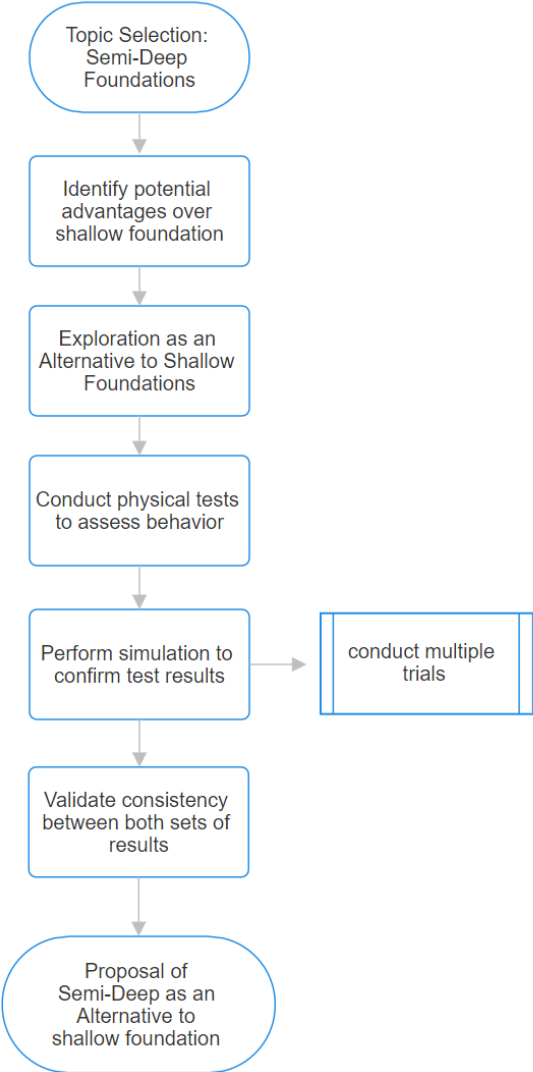 Topic Selection:
Semi-Deep
Foundations
Identify potential
advantages over
shallow foundation
Exploration as an
Alternative to Shallow
Foundations
Conduct physical tests
to assess behavior
Perform simulation to
confirm test results
conduct multiple
trials
Validate consistency
between both sets of
results
Proposal of
Semi-Deep as an
Alternative to
shallow foundation